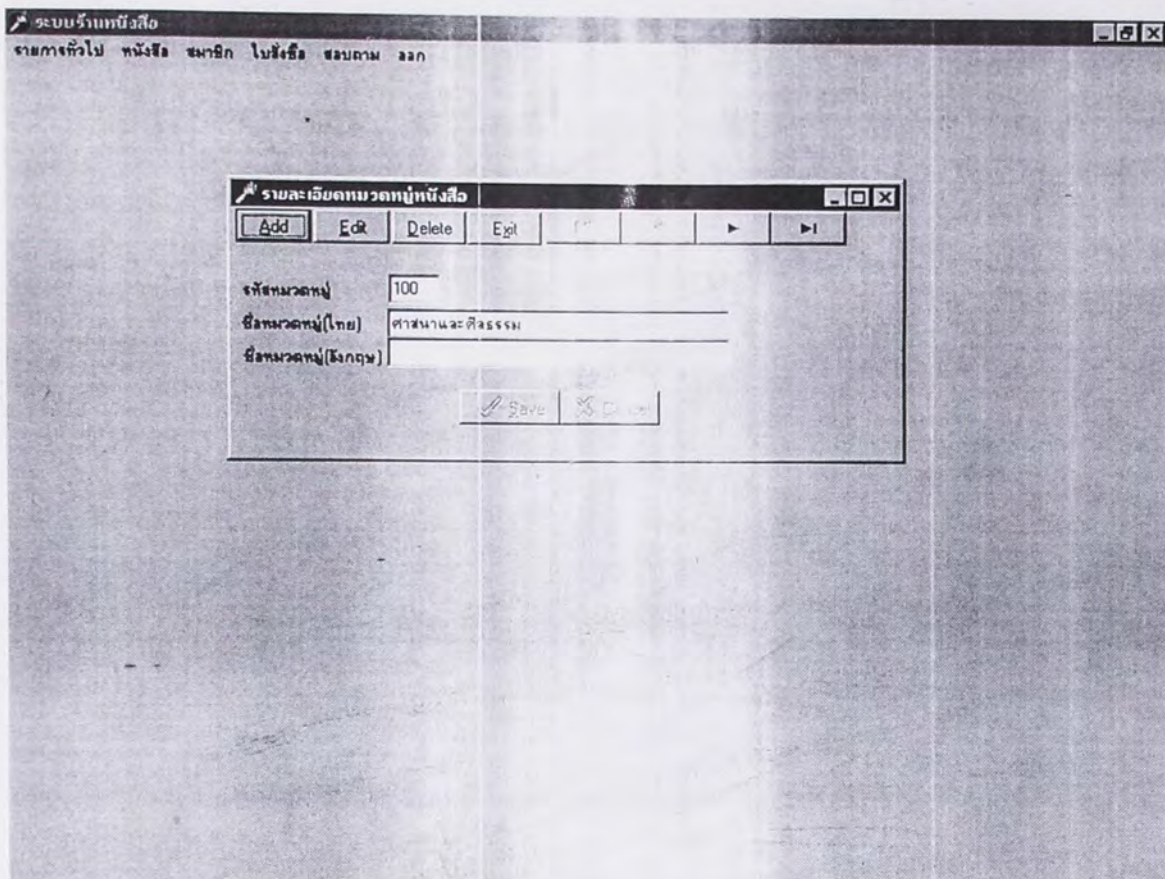 ระบบร้านหนังสือ
รายการทั่วไป หนังสือ สมาชิก ใบสั่งซื้อ สอบถาม ออก
รายละเอียดหมวดหมู่หนังสือ
Add Edit Delete Exit
รหัสหมวดหมู่ 100
ชื่อหมวดหมู่(ไทย) ศาสนาและศีลธรรม
ชื่อหมวดหมู่(อังกฤษ)
Save Cancel